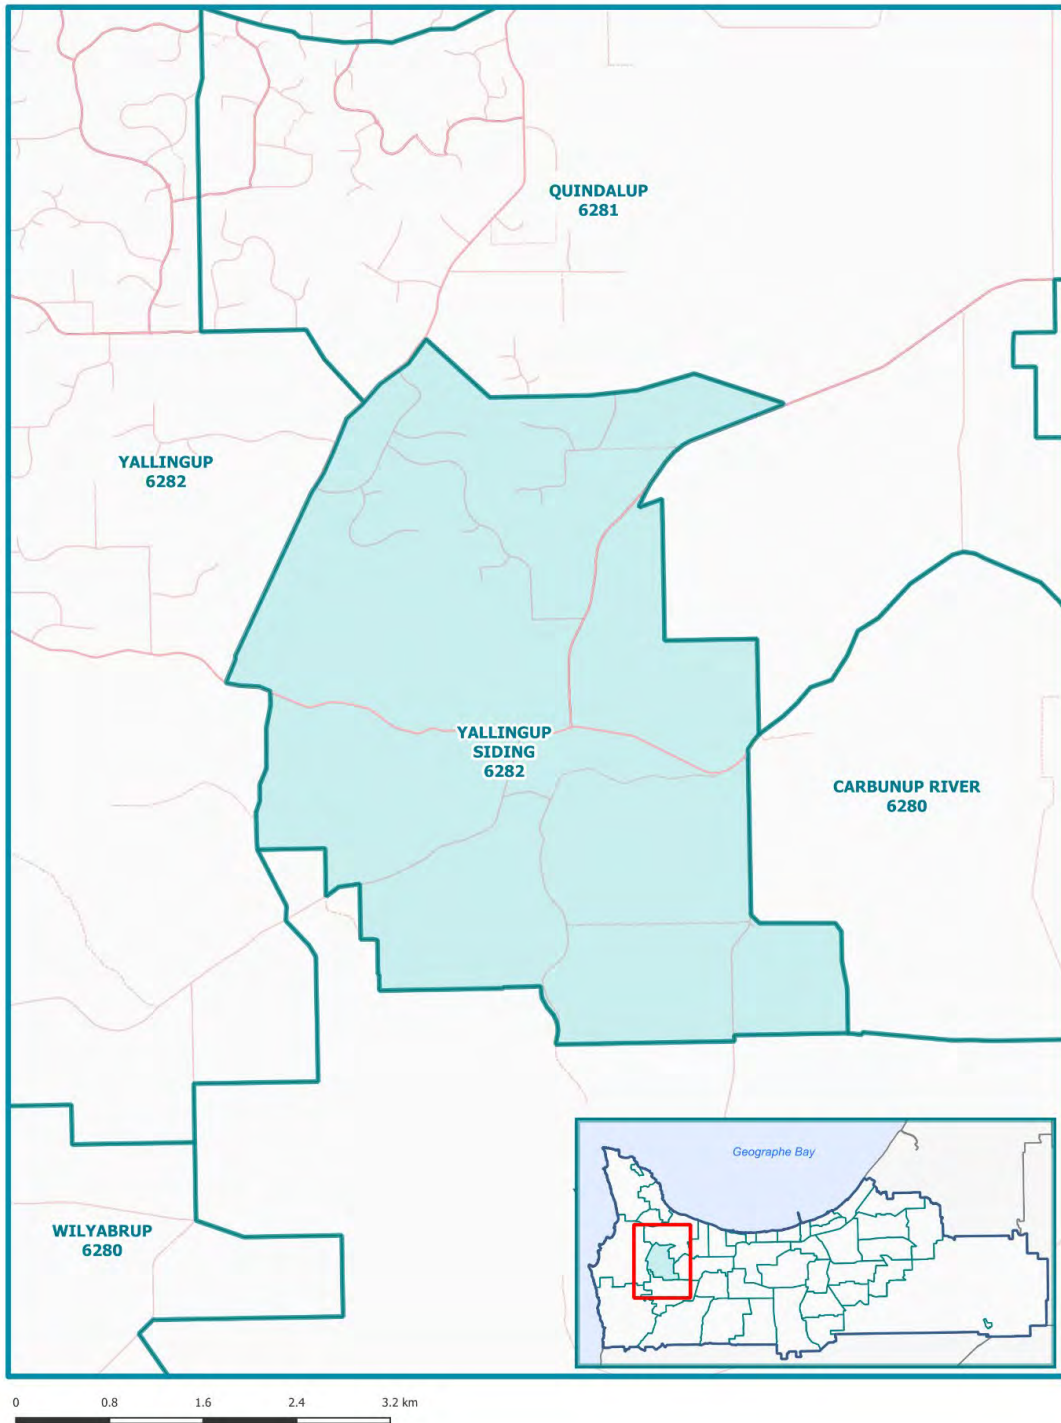 QUINDALUP
6281
YALLINGUP
6282
YALLINGUP
SIDING
6282
CARBUNUP RIVER
6280
WILYABRUP
6280
Geographe Bay
0 0.8 1.6 2.4 3.2 km